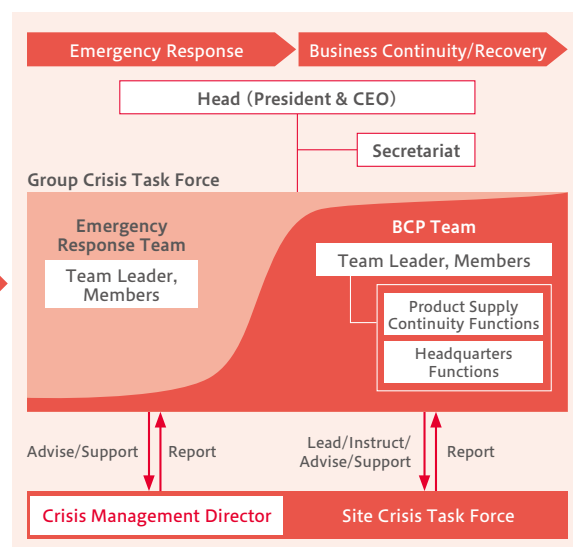 Emergency Response
Business Continuity/Recovery
Head (President & CEO)
Secretariat
Group Crisis Task Force
Emergency
Response Team
Team Leader,
Members
BCP Team
Team Leader, Members
Product Supply
Continuity Functions
Headquarters
Functions
Advise/Support
Report
Lead/Instruct/
Advise/Support
Report
Crisis Management Director
Site Crisis Task Force